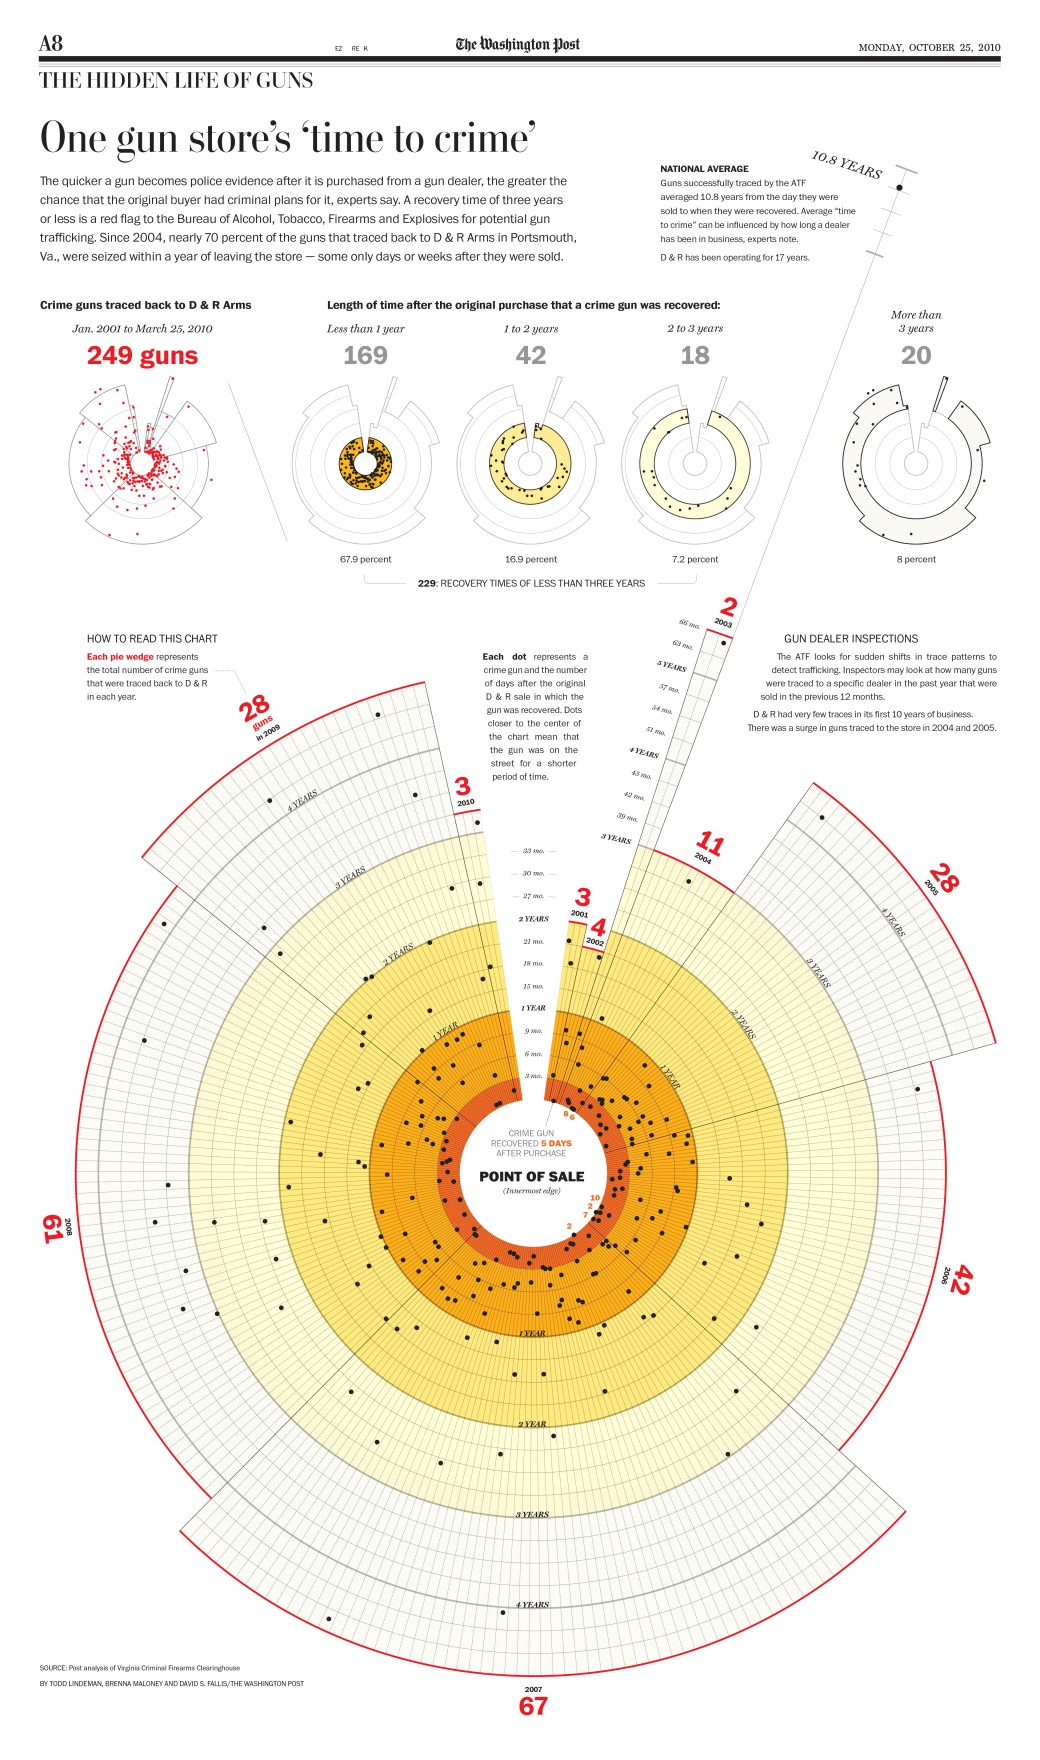 A8
EZ RE K
The Washington Post
MONDAY, OCTOBER 25, 2010
THE HIDDEN LIFE OF GUNS
One gun store's 'time to crime'
The quicker a gun becomes police evidence after it is purchased from a gun dealer, the greater the
chance that the original buyer had criminal plans for it, experts say. A recovery time of three years
or less is a red flag to the Bureau of Alcohol, Tobacco, Firearms and Explosives for potential gun
trafficking. Since 2004, nearly 70 percent of the guns that traced back to D & R Arms in Portsmouth,
Va., were seized within a year of leaving the store — some only days or weeks after they were sold.
NATIONAL AVERAGE
Guns successfully traced by the ATF
averaged 10.8 years from the day they were
sold to when they were recovered. Average “time
to crime” can be influenced by how long a dealer
has been in business, experts note.
D & R has been operating for 17 years.
10.8 YEARS
Crime guns traced back to D & R Arms
Jan. 2001 to March 25, 2010
249 guns
Length of time after the original purchase that a crime gun was recovered:
Less than 1 year
169
67.9 percent
1 to 2 years
42
16.9 percent
2 to 3 years
18
7.2 percent
More than
3 years
20
8 percent
229: RECOVERY TIMES OF LESS THAN THREE YEARS
HOW TO READ THIS CHART
Each pie wedge represents
the total number of crime guns
that were traced back to D & R
in each year.
Each dot represents a
crime gun and the number
of days after the original
D & R sale in which the
gun was recovered. Dots
closer to the center of
the chart mean that
the gun was on the
street for a shorter
period of time.
GUN DEALER INSPECTIONS
The ATF looks for sudden shifts in trace patterns to
detect trafficking. Inspectors may look at how many guns
were traced to a specific dealer in the past year that were
sold in the previous 12 months.
D & R had very few traces in its first 10 years of business.
There was a surge in guns traced to the store in 2004 and 2005.
2
2003
66 mo.
63 mo.
5 YEARS
57 mo.
54 mo.
51 mo.
4 YEARS
45 mo.
42 mo.
39 mo.
3 YEARS
28
guns
in 2009
4 YEARS
3 YEARS
2 YEARS
1 YEAR
3
2010
33 mo.
30 mo.
27 mo.
2 YEARS
21 mo.
18 mo.
15 mo.
1 YEAR
9 mo.
6 mo.
3 mo.
3
2001
4
2002
11
2004
28
2005
4 YEARS
3 YEARS
2 YEARS
1 YEAR
8 6
CRIME GUN
RECOVERED 5 DAYS
AFTER PURCHASE
POINT OF SALE
(Innermost edge)
10
2
7
2
61
2008
42
2006
1 YEAR
2 YEAR
3 YEARS
4 YEARS
2007
67
SOURCE: Post analysis of Virginia Criminal Firearms Clearinghouse
BY TODD LINDEMAN, BRENNA MALONEY AND DAVID S. FALLIS/THE WASHINGTON POST